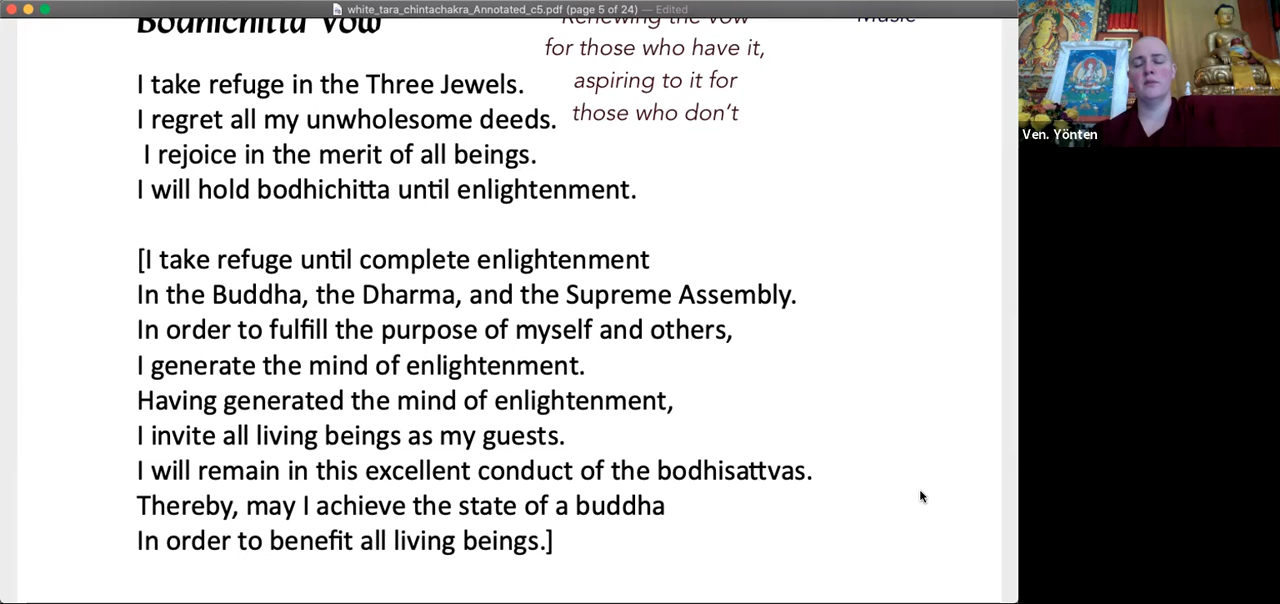 white_tara_chintachakra_Annotated_c5.pdf (page 5 of 24) — Edited
Bodhichitta Vow
Renewing the vow
for those who have it,
aspiring to it for
those who don't
Music
I take refuge in the Three Jewels.
I regret all my unwholesome deeds.
I rejoice in the merit of all beings.
I will hold bodhichitta until enlightenment.
[I take refuge until complete enlightenment
In the Buddha, the Dharma, and the Supreme Assembly.
In order to fulfill the purpose of myself and others,
I generate the mind of enlightenment.
Having generated the mind of enlightenment,
I invite all living beings as my guests.
I will remain in this excellent conduct of the bodhisattvas.
Thereby, may I achieve the state of a buddha
In order to benefit all living beings.]
Ven. Yönten